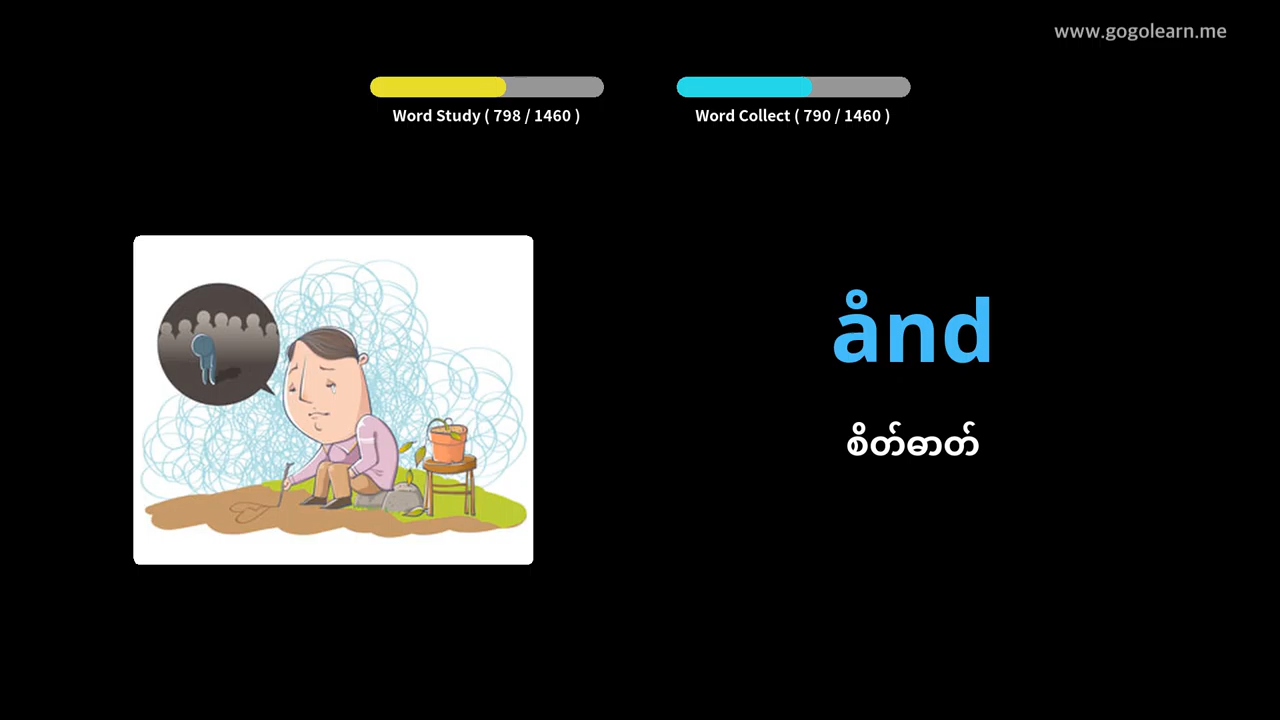 www.gogolearn.me
Word Study ( 798 / 1460 )
Word Collect ( 790 / 1460 )
ånd
စိတ်ဓာတ်